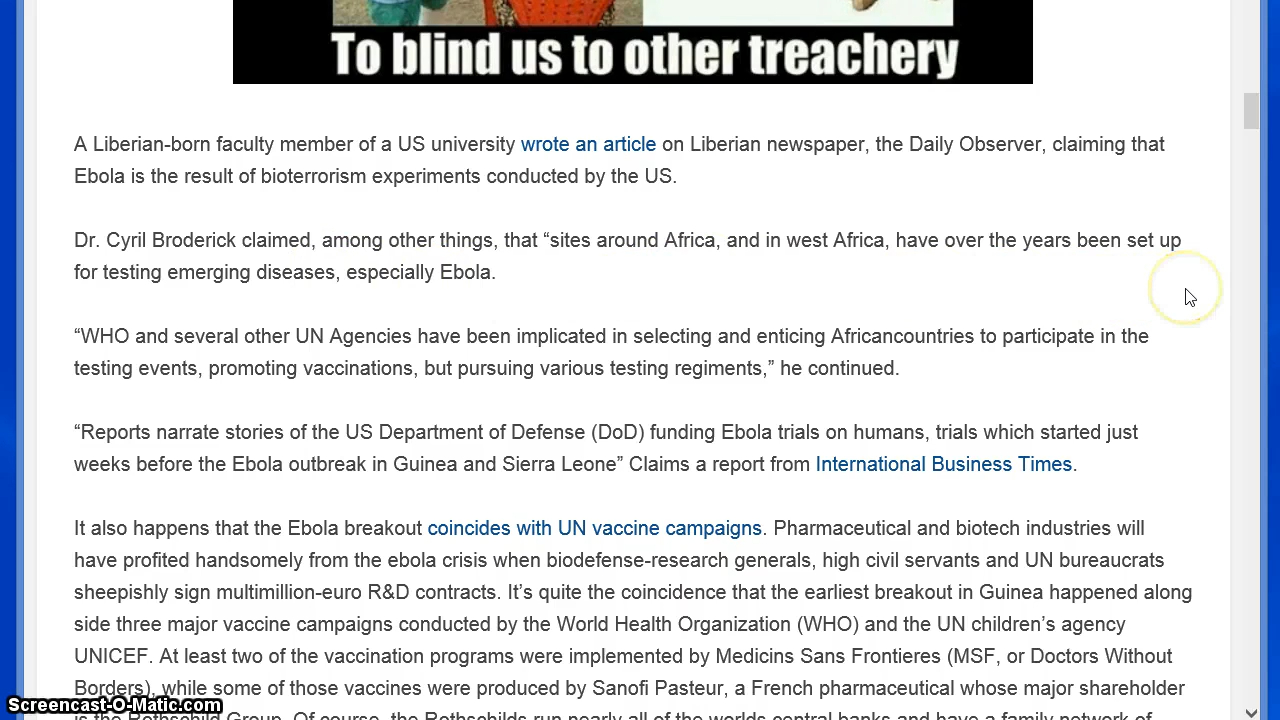 To blind us to other treachery
A Liberian-born faculty member of a US university wrote an article on Liberian newspaper, the Daily Observer, claiming that
Ebola is the result of bioterrorism experiments conducted by the US.
Dr. Cyril Broderick claimed, among other things, that “sites around Africa, and in west Africa, have over the years been set up
for testing emerging diseases, especially Ebola.
“WHO and several other UN Agencies have been implicated in selecting and enticing Africancountries to participate in the
testing events, promoting vaccinations, but pursuing various testing regiments,” he continued.
“Reports narrate stories of the US Department of Defense (DoD) funding Ebola trials on humans, trials which started just
weeks before the Ebola outbreak in Guinea and Sierra Leone” Claims a report from International Business Times.
It also happens that the Ebola breakout coincides with UN vaccine campaigns. Pharmaceutical and biotech industries will
have profited handsomely from the ebola crisis when biodefense-research generals, high civil servants and UN bureaucrats
sheepishly sign multimillion-euro R&D contracts. It’s quite the coincidence that the earliest breakout in Guinea happened along
side three major vaccine campaigns conducted by the World Health Organization (WHO) and the UN children’s agency
UNICEF. At least two of the vaccination programs were implemented by Medicins Sans Frontieres (MSF, or Doctors Without
Borders), while some of those vaccines were produced by Sanofi Pasteur, a French pharmaceutical whose major shareholder
is the Rothschild Group. Of course, the Rothschilds run nearly all of the worlds central banks and have a family network of
Screencast-O-Matic.com